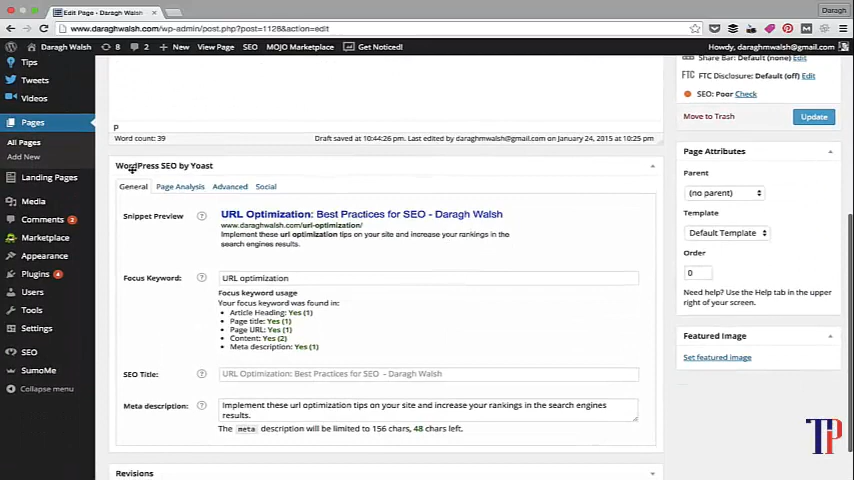 Edit Page ‹ Daragh Walsh —
Daragh
www.daraghwalsh.com/wp-admin/post.php?post=1126&action=edit
Daragh Walsh
8
2
+ New
View Page
SEO
MOJO Marketplace
Get Noticed!
Howdy, daraghmwalsh@gmail.com
Tips
Tweets
Videos
Pages
All Pages
Add New
Landing Pages
Media
Comments 2
Marketplace
Appearance
Plugins 4
Users
Tools
Settings
SEO
SumoMe
Collapse menu
P
Word count: 39
Draft saved at 10:44:26 pm. Last edited by daraghmwalsh@gmail.com on January 24, 2015 at 10:25 pm
WordPress SEO by Yoast
General
Page Analysis
Advanced
Social
Snippet Preview
URL Optimization: Best Practices for SEO - Daragh Walsh
www.daraghwalsh.com/url-optimization/
Implement these url optimization tips on your site and increase your rankings in the
search engines results.
Focus Keyword:
URL optimization
Focus keyword usage
Your focus keyword was found in:
Article Heading: Yes (1)
Page title: Yes (1)
Page URL: Yes (1)
Content: Yes (2)
Meta description: Yes (1)
SEO Title:
URL Optimization: Best Practices for SEO - Daragh Walsh
Meta description:
Implement these url optimization tips on your site and increase your rankings in the search engines
results.
The meta description will be limited to 156 chars, 48 chars left.
Revisions
Share Bar: Default (none) Edit
FTC
FTC Disclosure: Default (off) Edit
SEO: Poor Check
Move to Trash
Update
Page Attributes
Parent
(no parent)
Template
Default Template
Order
0
Need help? Use the Help tab in the upper
right of your screen.
Featured Image
Set featured image
TIP